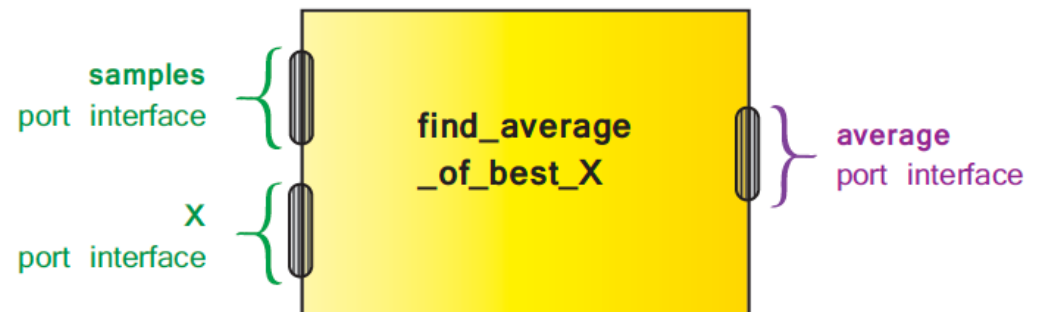 samples
port interface
X
port interface
find_average
_of_best_X
average
port interface